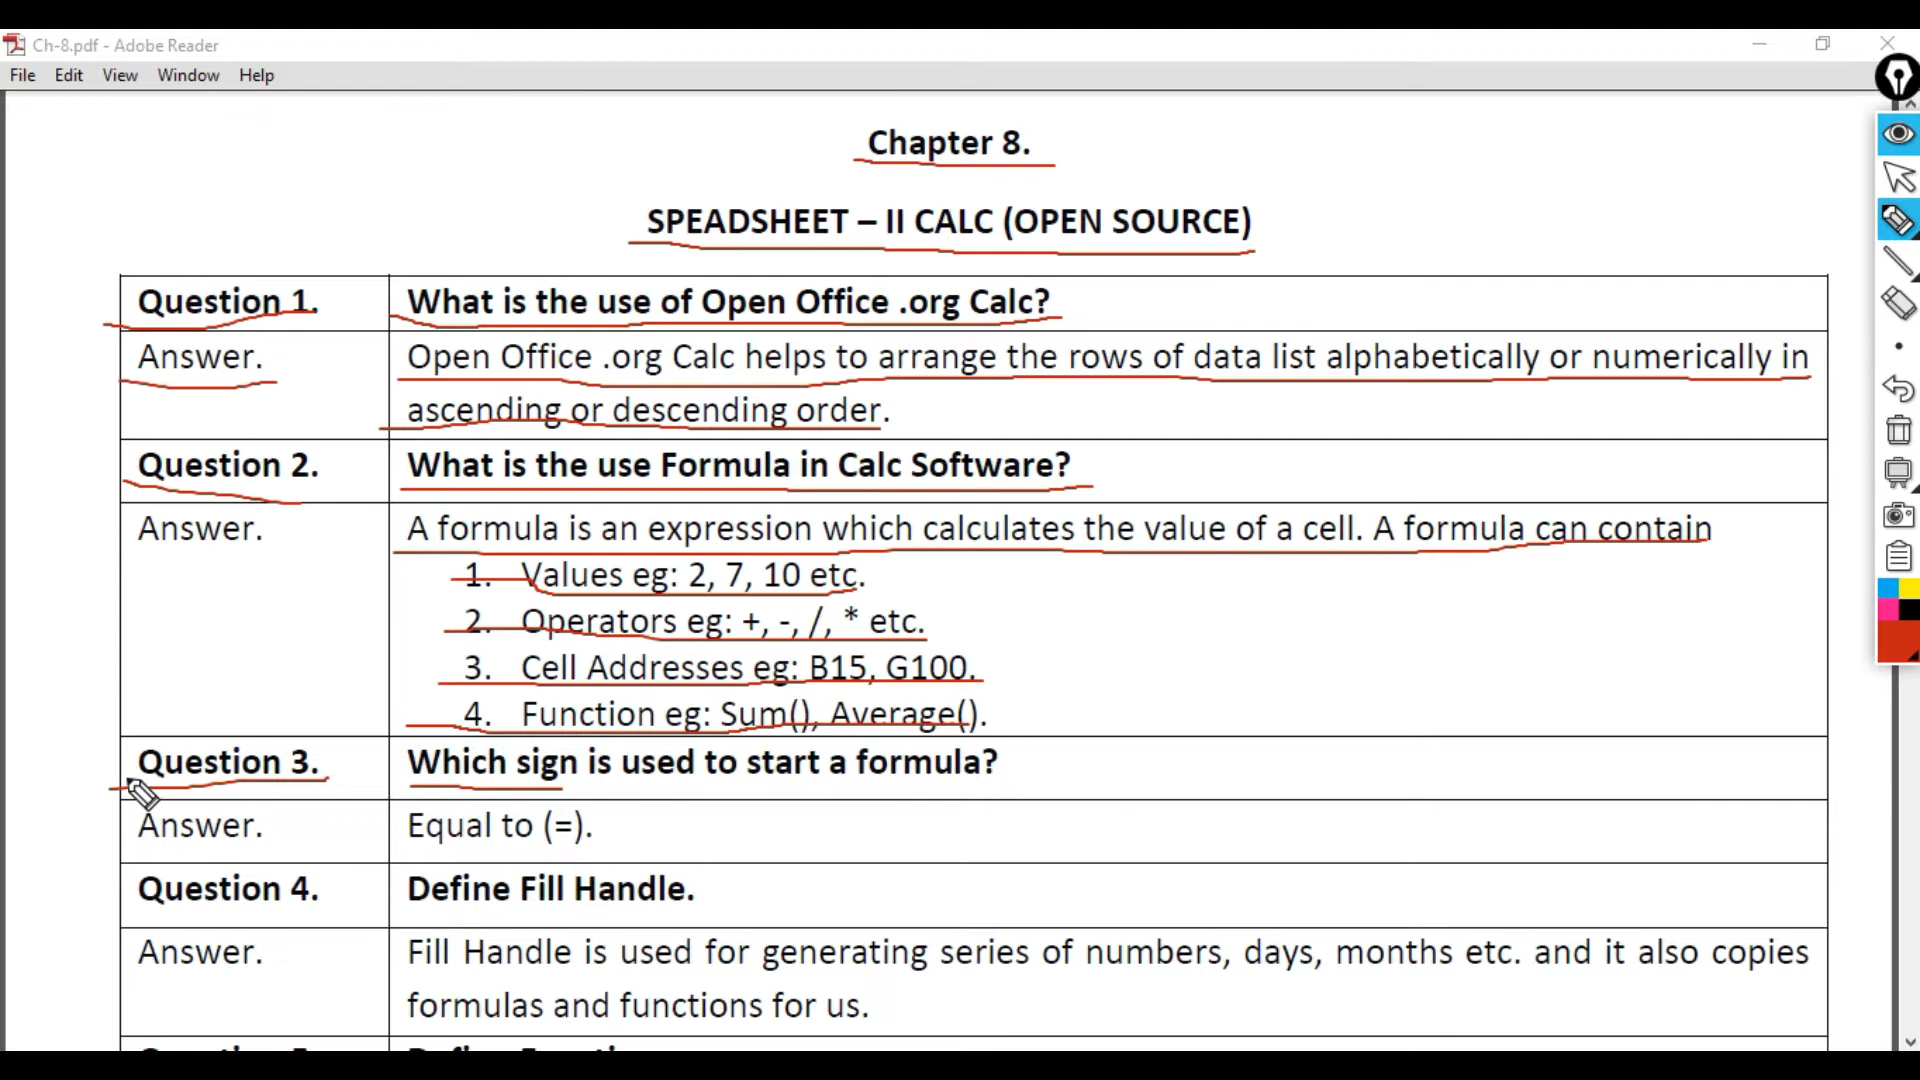 Ch-8.pdf - Adobe Reader
File Edit View Window Help
Chapter 8.
SPEADSHEET – II CALC (OPEN SOURCE)
Question 1. What is the use of Open Office .org Calc?
Answer. Open Office .org Calc helps to arrange the rows of data list alphabetically or numerically in
ascending or descending order.
Question 2. What is the use Formula in Calc Software?
Answer. A formula is an expression which calculates the value of a cell. A formula can contain
1. Values eg: 2, 7, 10 etc.
2. Operators eg: +, -, /, * etc.
3. Cell Addresses eg: B15, G100.
4. Function eg: Sum(), Average().
Question 3. Which sign is used to start a formula?
Answer. Equal to (=).
Question 4. Define Fill Handle.
Answer. Fill Handle is used for generating series of numbers, days, months etc. and it also copies
formulas and functions for us.